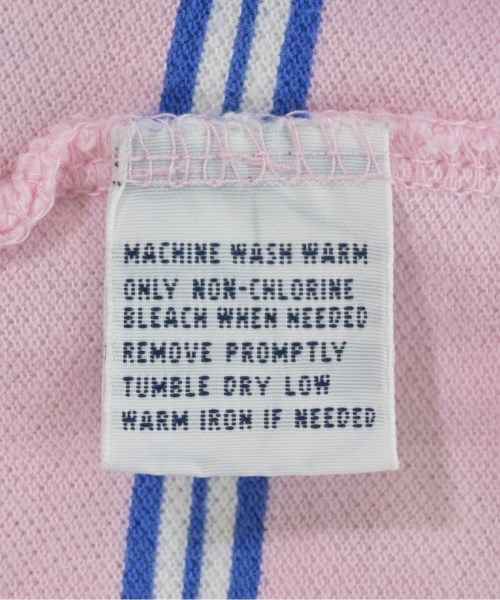 MACHINE WASH WARM
ONLY NON-CHLORINE
BLEACH WHEN NEEDED
REMOVE PROMPTLY
TUMBLE DRY LOW
WARM IRON IF NEEDED